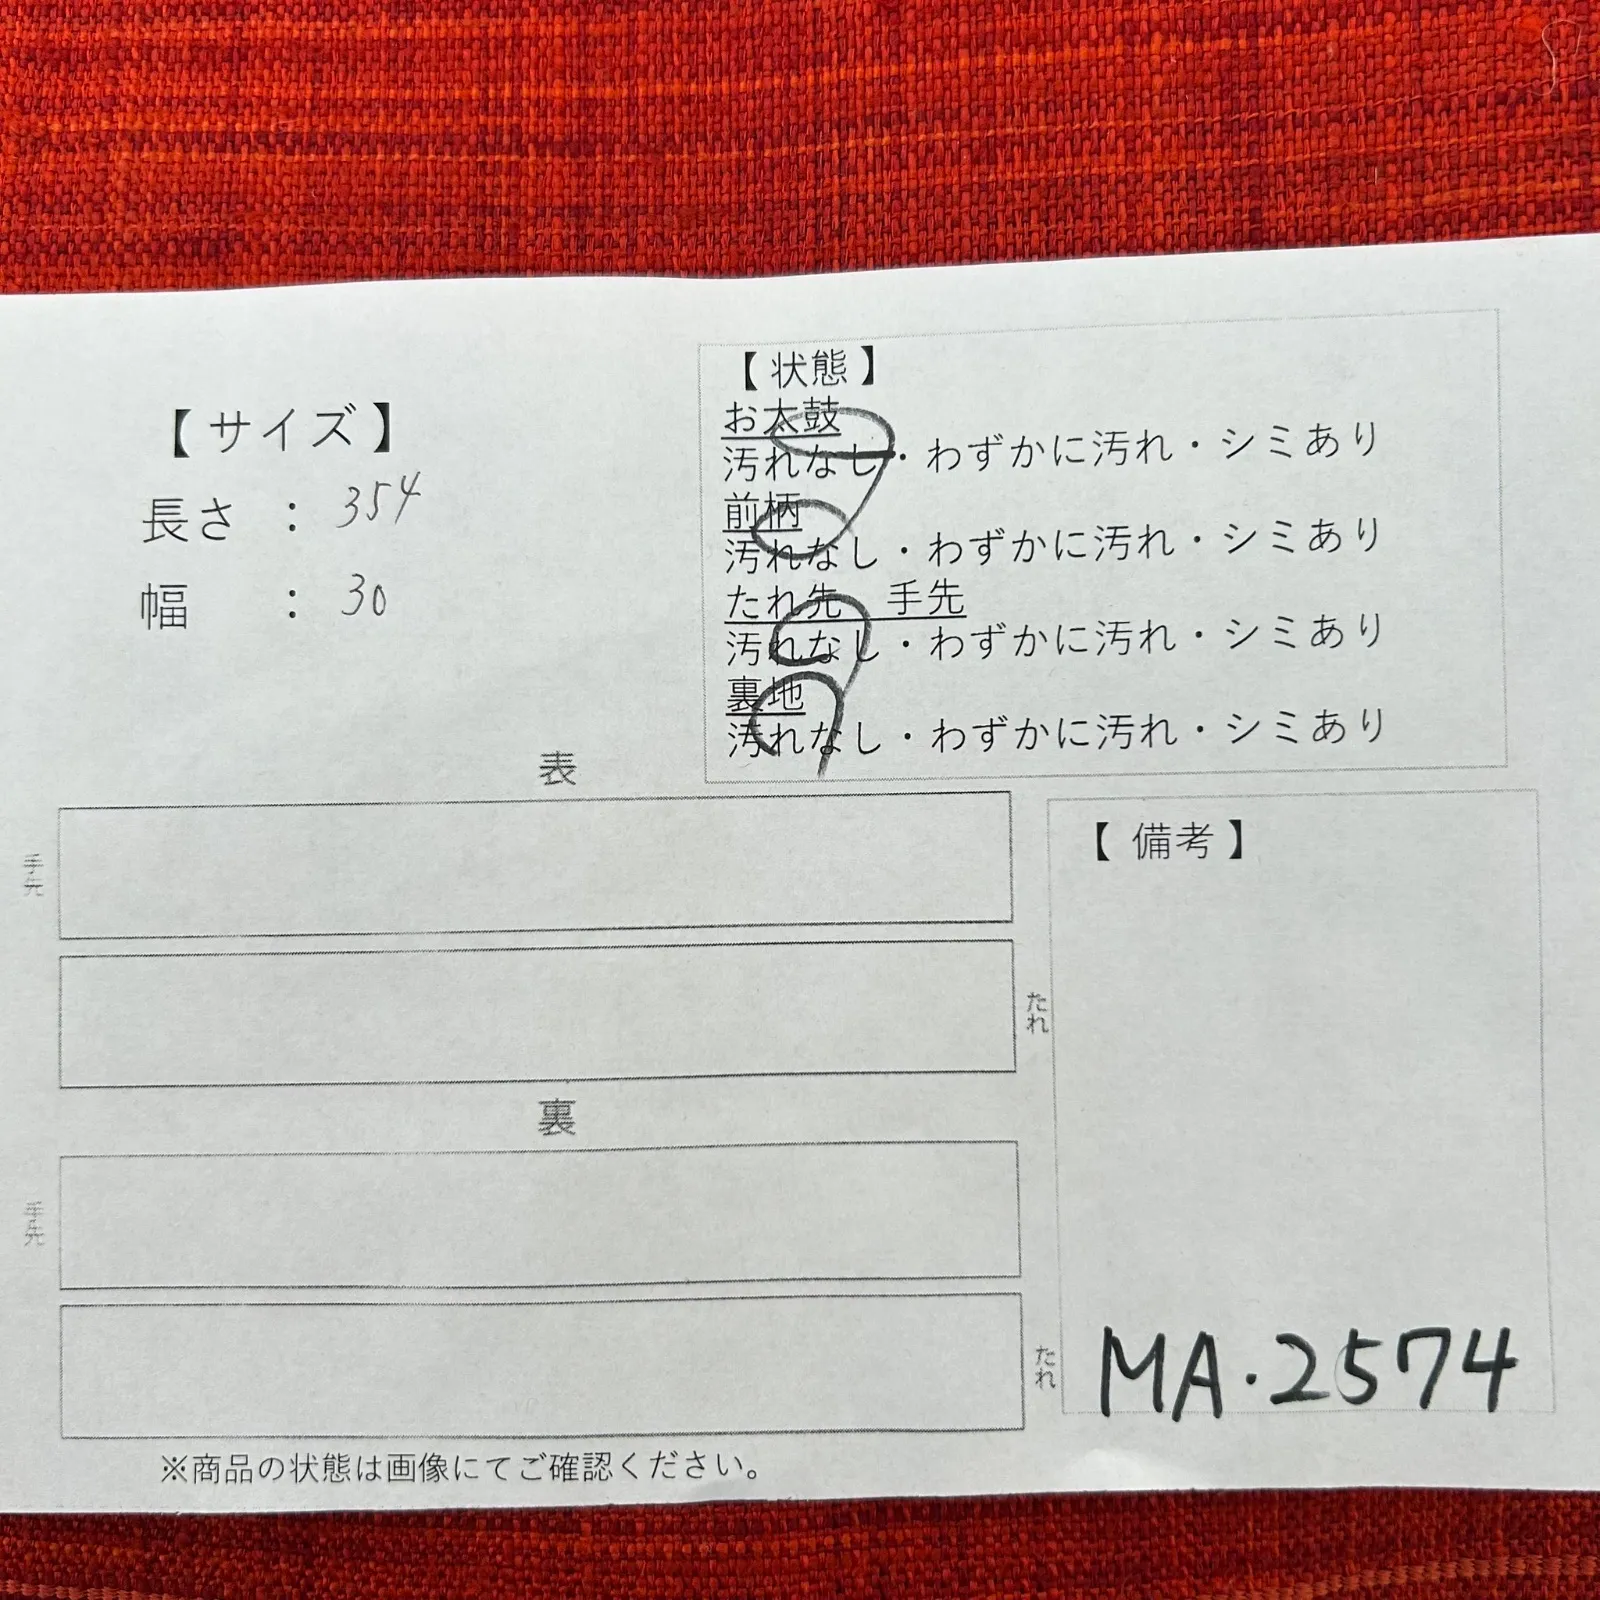 【サイズ】
長さ : 354
幅 : 30
【状態】
お太鼓
汚れなし・わずかに汚れ・シミあり
前柄
汚れなし・わずかに汚れ・シミあり
たれ先 手先
汚れなし・わずかに汚れ・シミあり
裏地
汚れなし・わずかに汚れ・シミあり
表
手先
たれ
裏
手先
たれ
【備考】
MA.2574
※商品の状態は画像にてご確認ください。